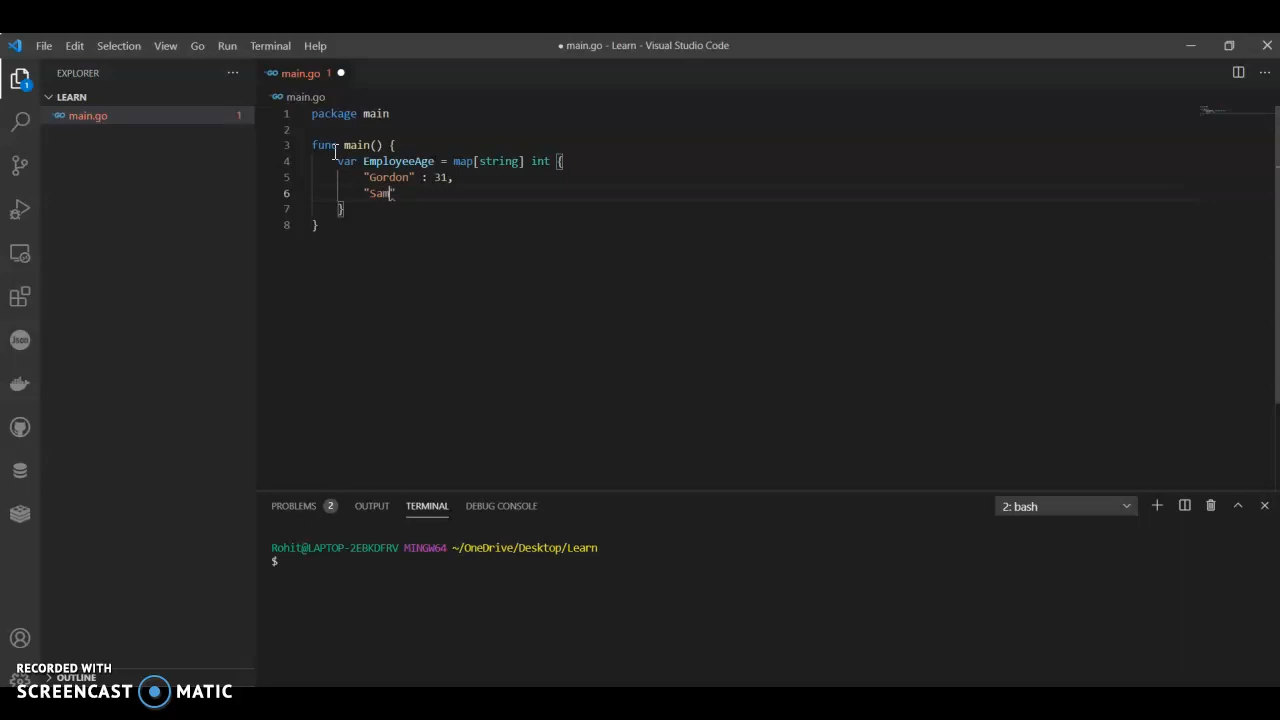 File Edit Selection View Go Run Terminal Help
● main.go - Learn - Visual Studio Code
EXPLORER
main.go 1
1
LEARN
main.go
main.go 1
1 package main
2
3 func main() {
4 var EmployeeAge = map[string] int {
5 "Gordon" : 31,
6 "Sam"
7 }
8 }
Json
PROBLEMS 2 OUTPUT TERMINAL DEBUG CONSOLE
2: bash
Rohit@LAPTOP-2EBKDFRV MINGW64 ~/OneDrive/Desktop/Learn
$
OUTLINE
RECORDED WITH
SCREENCAST MATIC